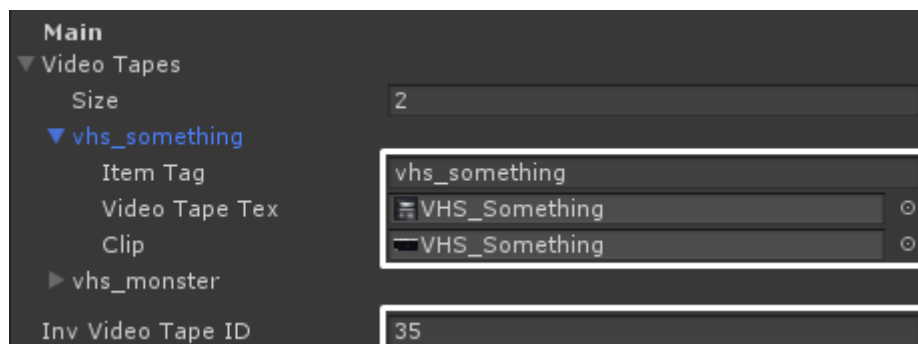 Main
Video Tapes
Size 2
vhs_something
Item Tag vhs_something
Video Tape Tex VHS_Something
Clip VHS_Something
vhs_monster
Inv Video Tape ID 35